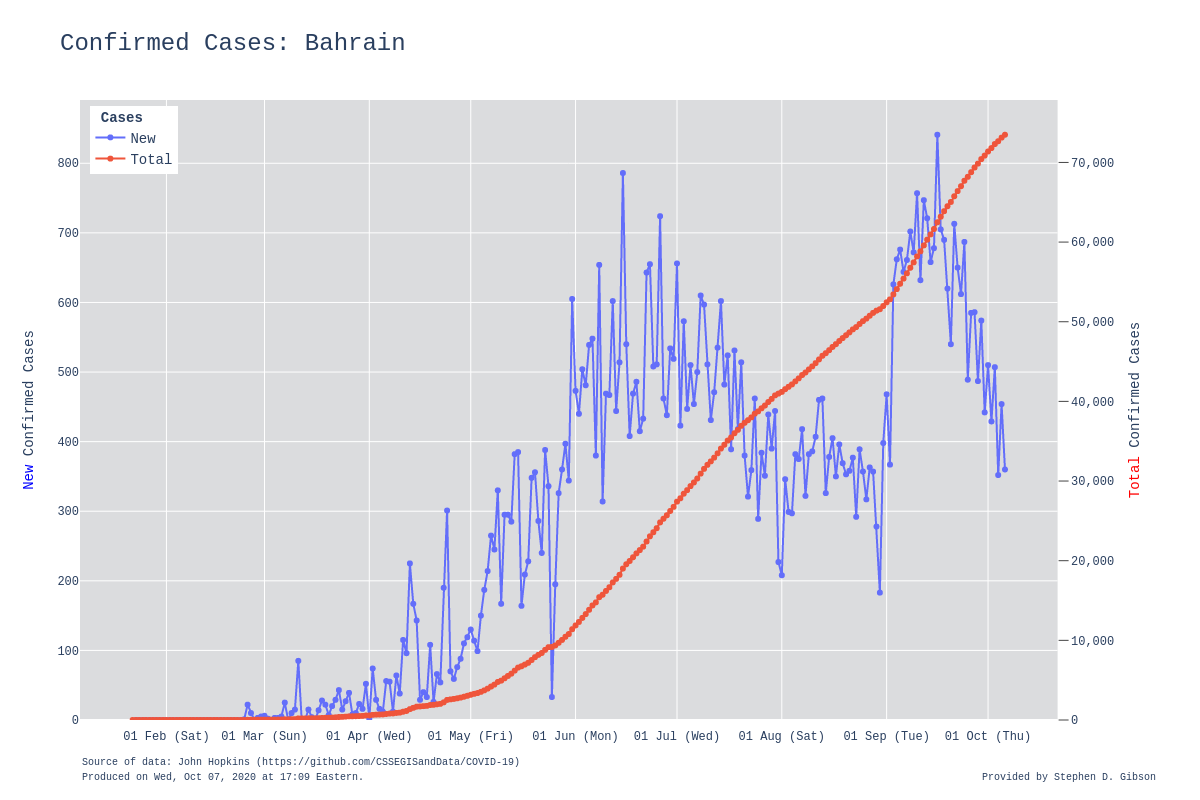 Confirmed Cases: Bahrain
Cases
New
Total
800
700
600
500
400
300
200
100
0
New Confirmed Cases
70,000
60,000
50,000
40,000
30,000
20,000
10,000
0
Total Confirmed Cases
01 Feb (Sat) 01 Mar (Sun) 01 Apr (Wed) 01 May (Fri) 01 Jun (Mon) 01 Jul (Wed) 01 Aug (Sat) 01 Sep (Tue) 01 Oct (Thu)
Source of data: John Hopkins (https://github.com/CSSEGISandData/COVID-19)
Produced on Wed, Oct 07, 2020 at 17:09 Eastern.
Provided by Stephen D. Gibson